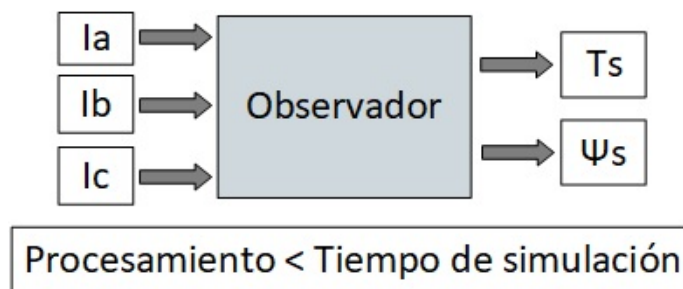 Ia
Ib
Ic
Observador
Ts
Ψs
Procesamiento < Tiempo de simulación